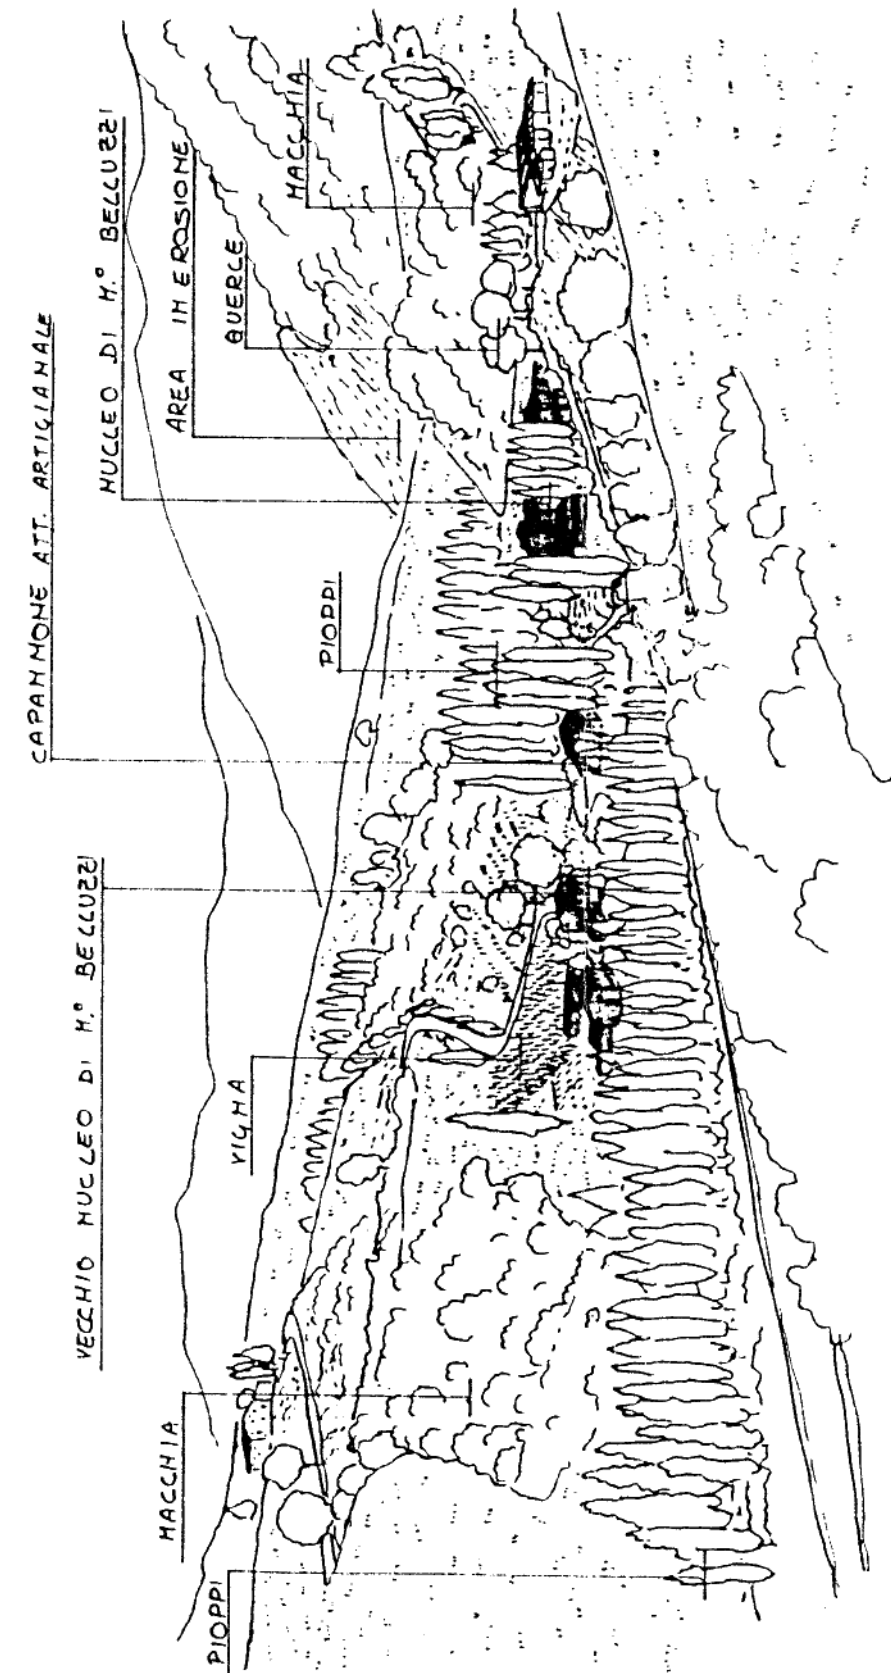 CAPANNONE ATT. ARTIGIANALE
VECCHIO NUCLEO DI M.° BELLUZZI
NUCLEO DI M.° BELLUZZI
MACCHIA
AREA IN EROSIONE
PIOPPI
VIGNA
QUERCE
MACCHIA
PIOPPI